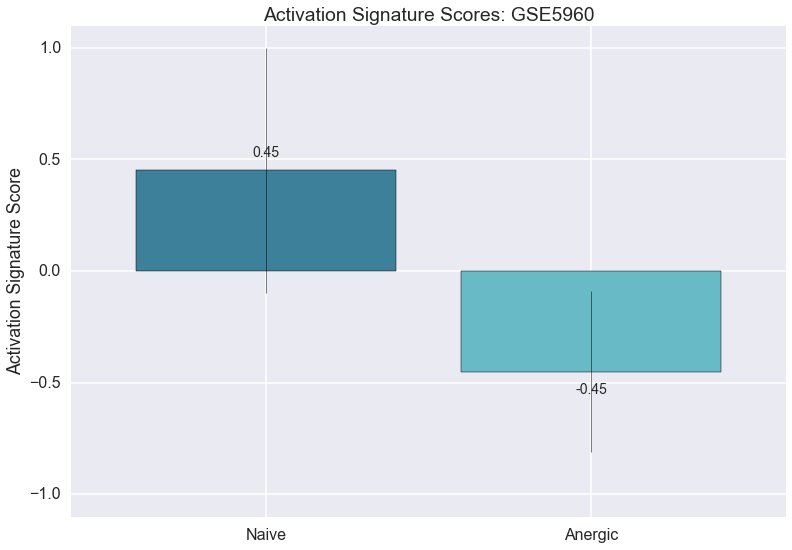 Activation Signature Scores: GSE5960
Activation Signature Score
1.0
0.5
0.0
−0.5
−1.0
0.45
-0.45
Naive
Anergic